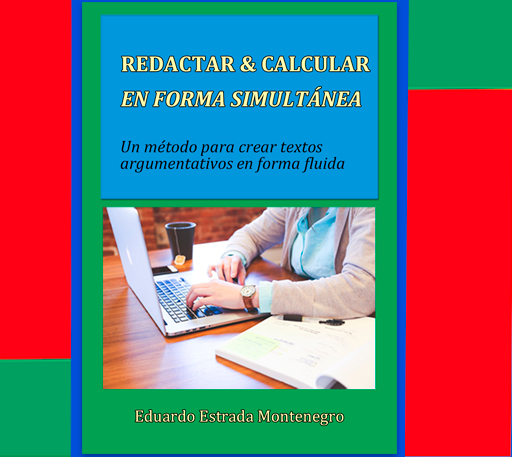 REDACTAR & CALCULAR
EN FORMA SIMULTÁNEA
Un método para crear textos
argumentativos en forma fluida
Eduardo Estrada Montenegro